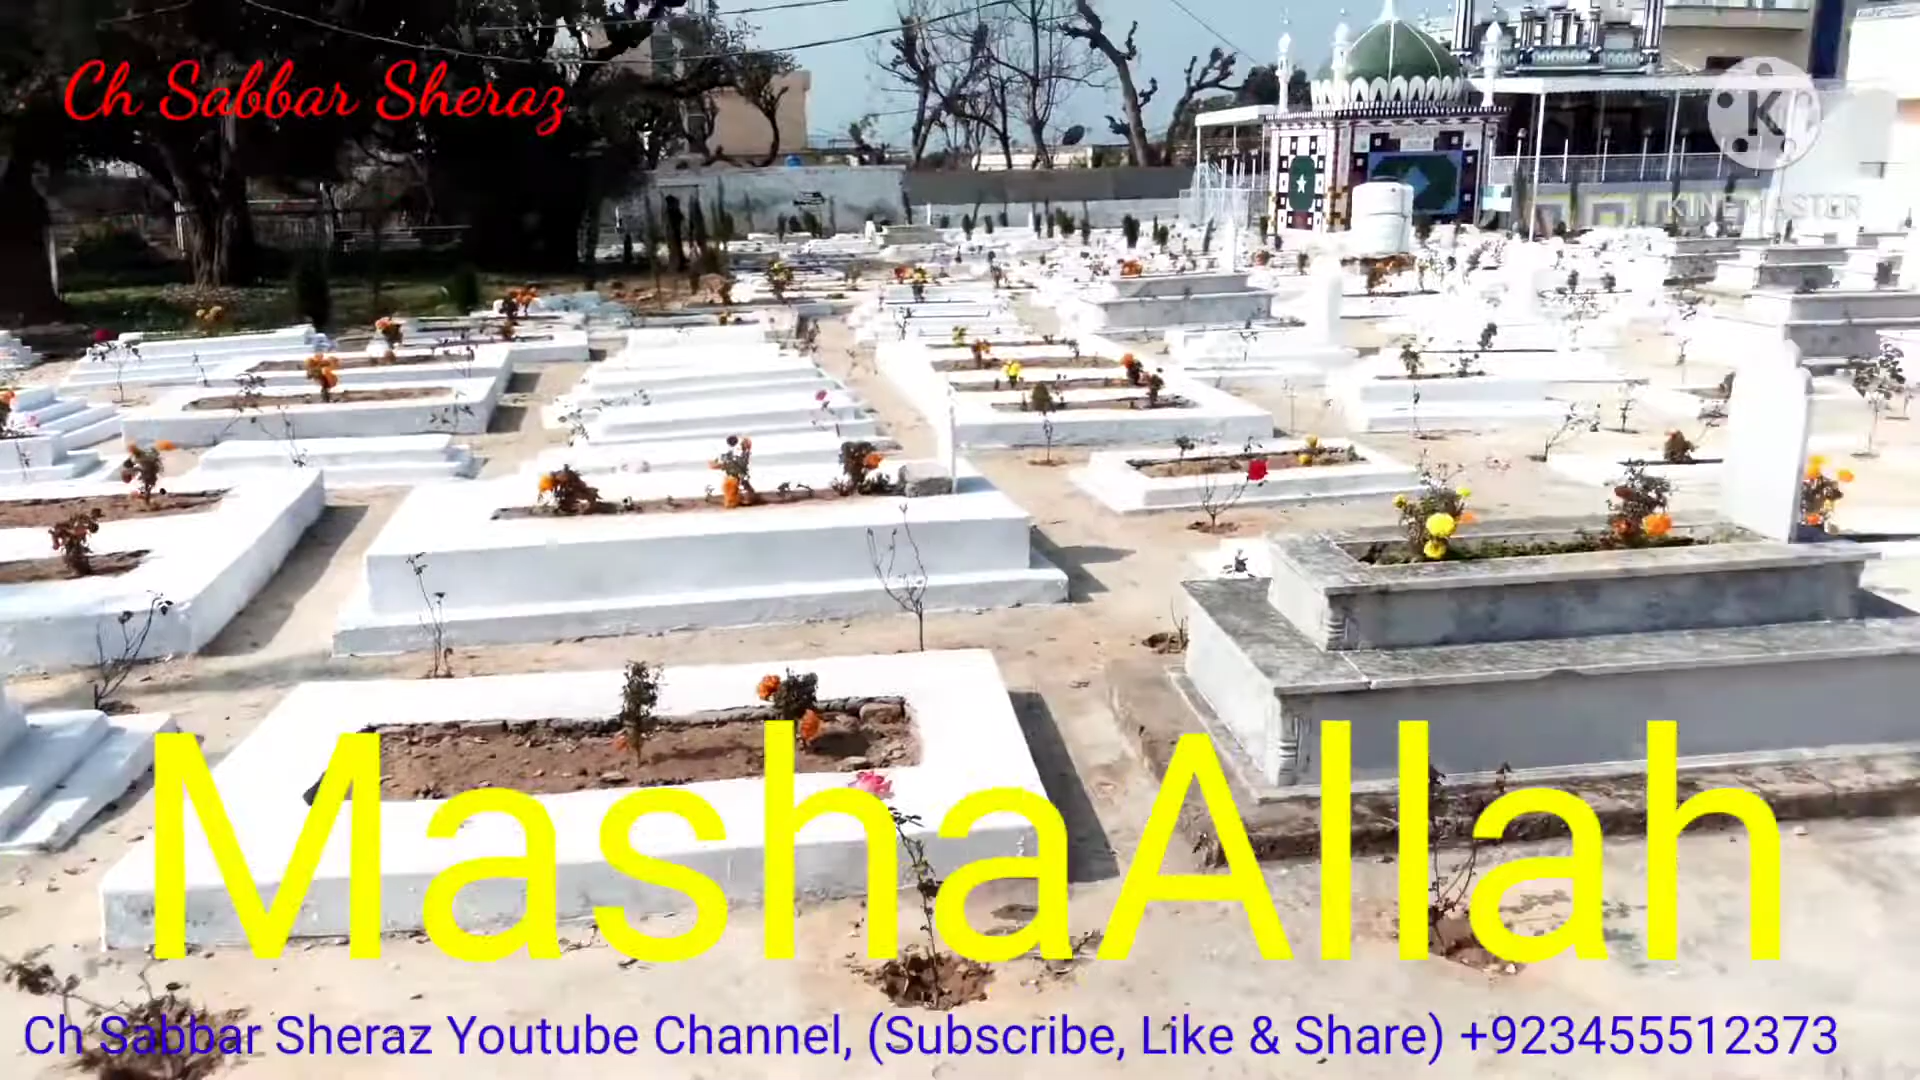 Ch Sabbar Sheraz
K
KINEMASTER
MashaAllah
Ch Sabbar Sheraz Youtube Channel, (Subscribe, Like & Share) +923455512373